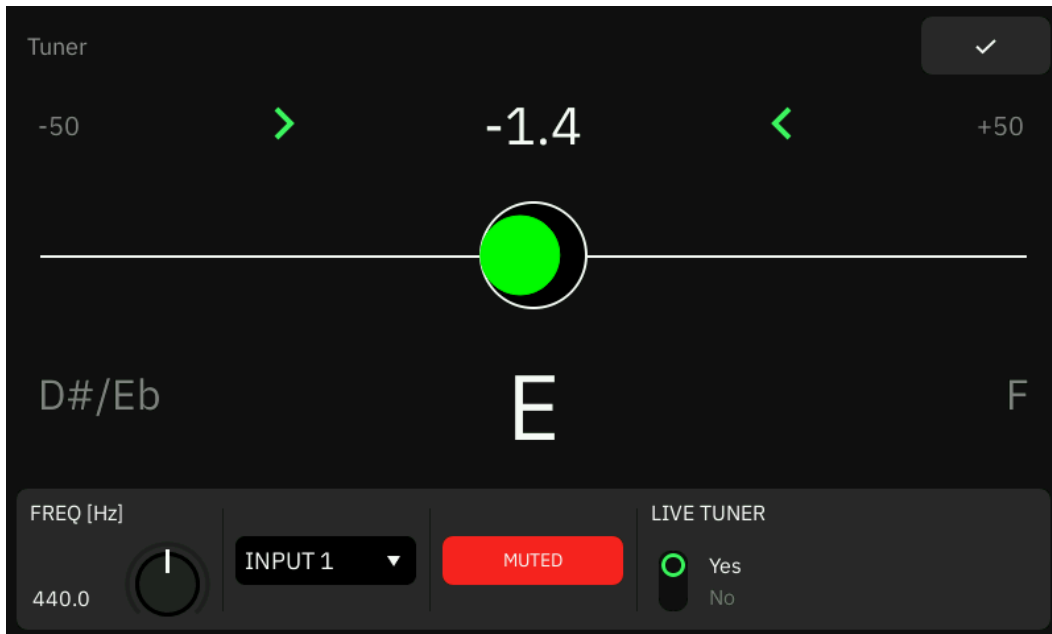 Tuner
-50 -1.4 +50
D#/Eb E F
FREQ [Hz]
440.0
INPUT 1
MUTED
LIVE TUNER
Yes
No